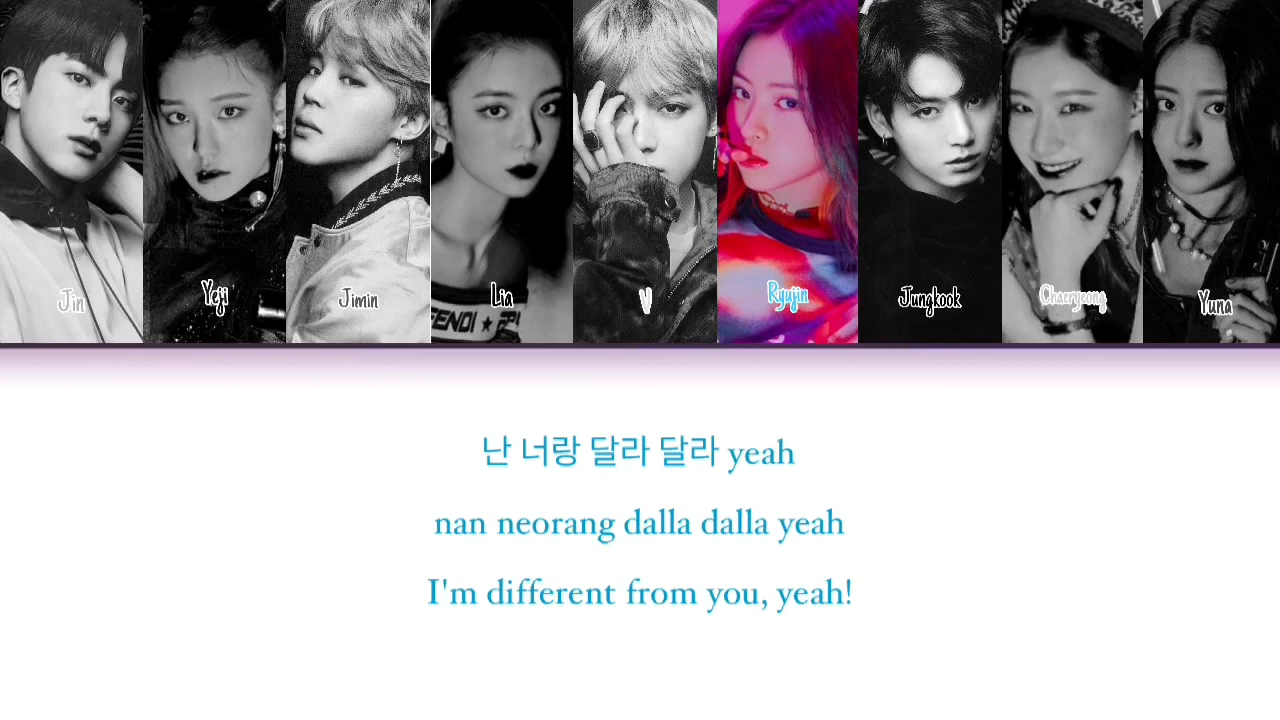 Jin
Yeji
Jimin
Lia
V
Ryujin
Jungkook
Chaeryeong
Yuna
FENDI
난 너랑 달라 달라 yeah
nan neorang dalla dalla yeah
I'm different from you, yeah!